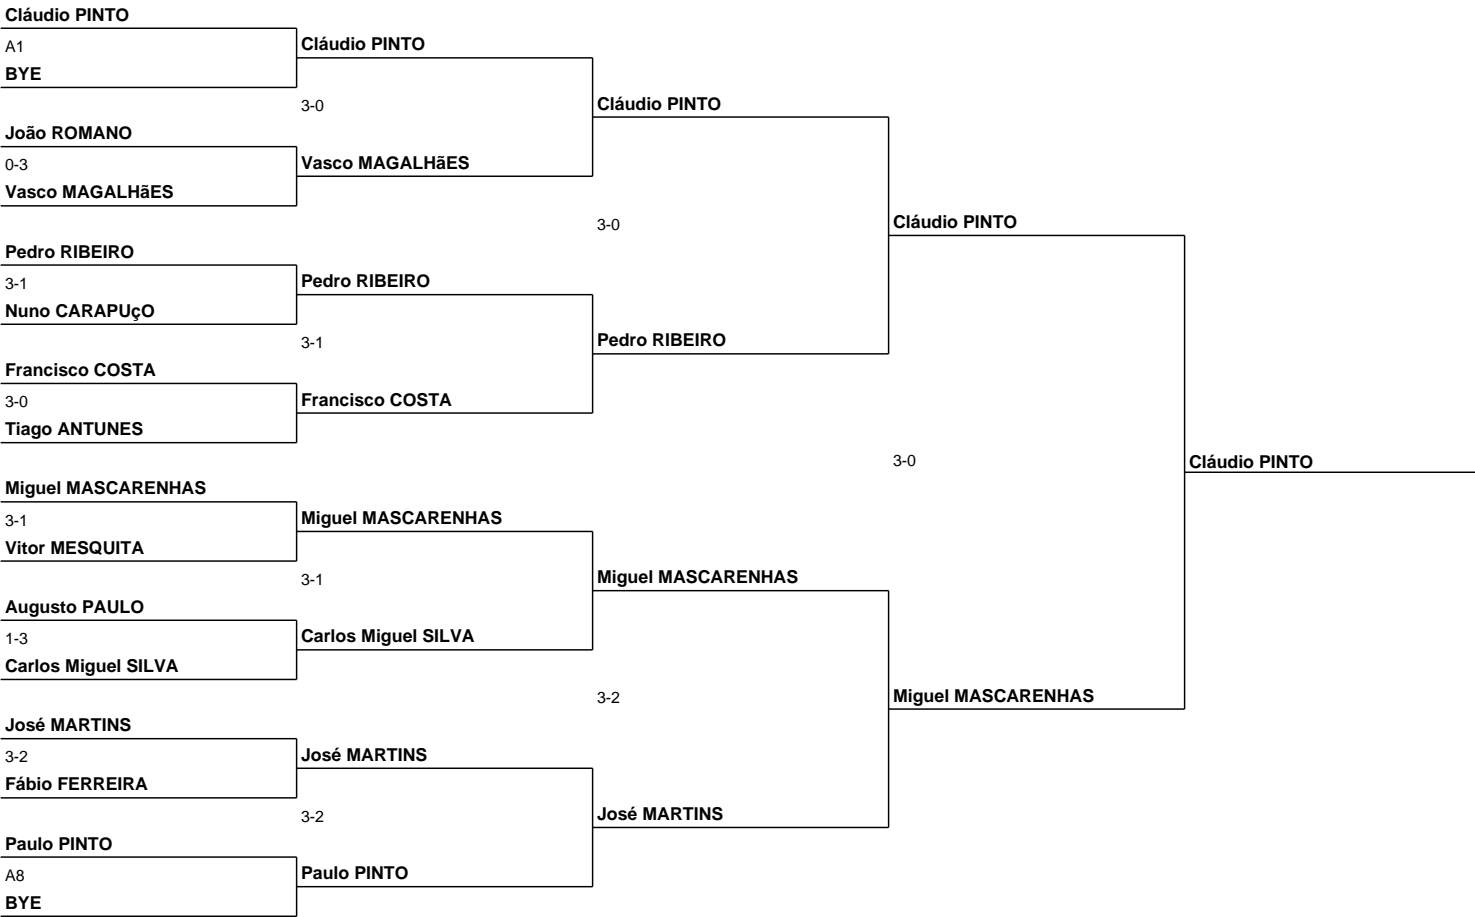 Cláudio PINTO
A1
BYE
João ROMANO
0-3
Vasco MAGALHãES
Pedro RIBEIRO
3-1
Nuno CARAPUçO
Francisco COSTA
3-0
Tiago ANTUNES
Miguel MASCARENHAS
3-1
Vitor MESQUITA
Augusto PAULO
1-3
Carlos Miguel SILVA
José MARTINS
3-2
Fábio FERREIRA
Paulo PINTO
A8
BYE
Cláudio PINTO
3-0
Vasco MAGALHãES
Pedro RIBEIRO
3-1
Francisco COSTA
Miguel MASCARENHAS
3-1
Carlos Miguel SILVA
José MARTINS
3-2
Paulo PINTO
Cláudio PINTO
3-0
Pedro RIBEIRO
Miguel MASCARENHAS
3-2
José MARTINS
Cláudio PINTO
3-0
Miguel MASCARENHAS
Cláudio PINTO